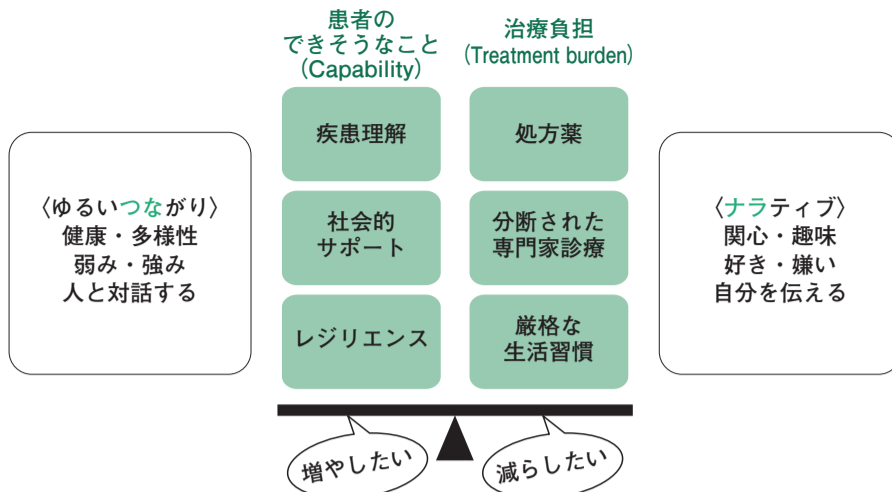 患者の
できそうなこと
(Capability)
治療負担
(Treatment burden)
〈ゆるいつながり〉
健康・多様性
弱み・強み
人と対話する
疾患理解
社会的
サポート
レジリエンス
処方薬
分断された
専門家診療
厳格な
生活習慣
〈ナラティブ〉
関心・趣味
好き・嫌い
自分を伝える
増やしたい
減らしたい